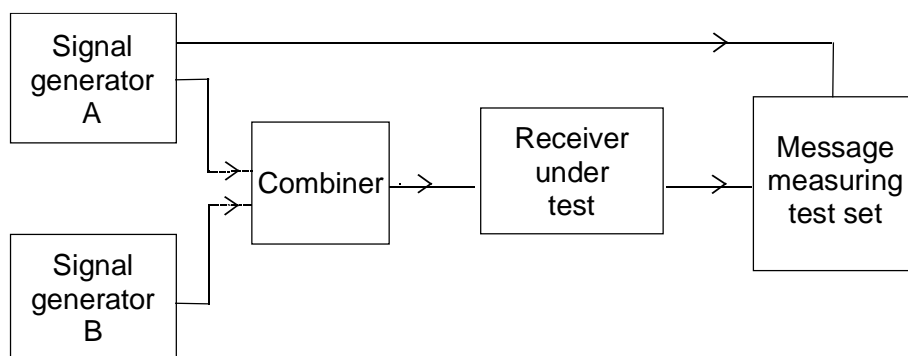 Signal
generator
A
Combiner
Receiver
under
test
Message
measuring
test set
Signal
generator
B